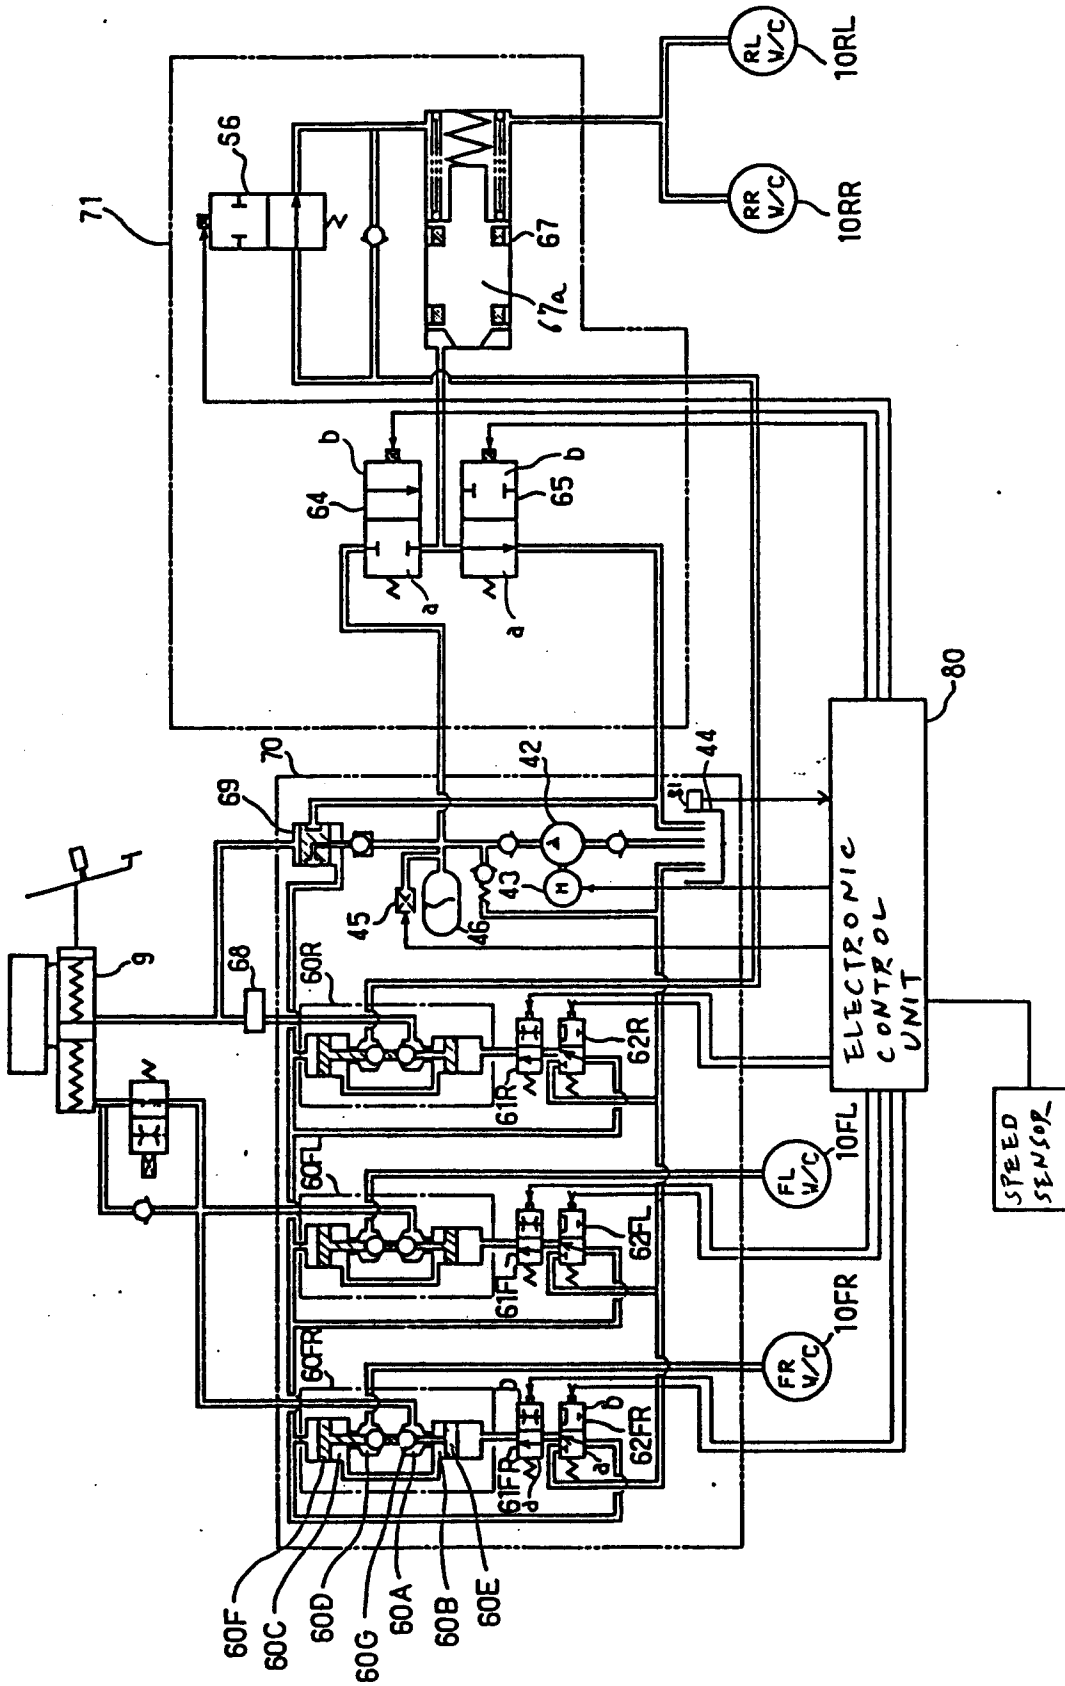 71
56
67
67a
b
64
a
b
65
a
RL
W/C
10RL
RR
W/C
10RR
69
70
9
68
45
46
43
M
42
44
81
60R
61R
62R
60FL
61FL
62FL
60FR
61FR
a
b
62FR
a
b
60F
60C
60D
60G
60A
60B
60E
FL
W/C
10FL
FR
W/C
10FR
ELECTRONIC
CONTROL
UNIT
80
SPEED
SENSOR